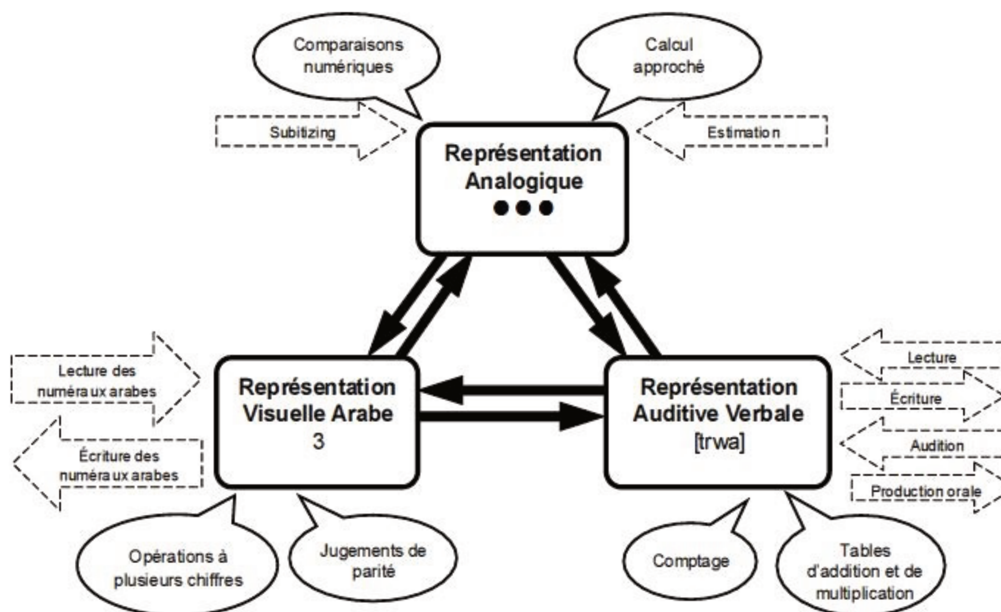 Comparaisons
numériques
Calcul
approché
Subitizing
Estimation
Représentation
Analogique
Lecture des
numéraux arabes
Écriture des
numéraux arabes
Représentation
Visuelle Arabe
3
Représentation
Auditive Verbale
[trwa]
Lecture
Écriture
Audition
Production orale
Opérations à
plusieurs chiffres
Jugements de
parité
Comptage
Tables
d'addition et de
multiplication